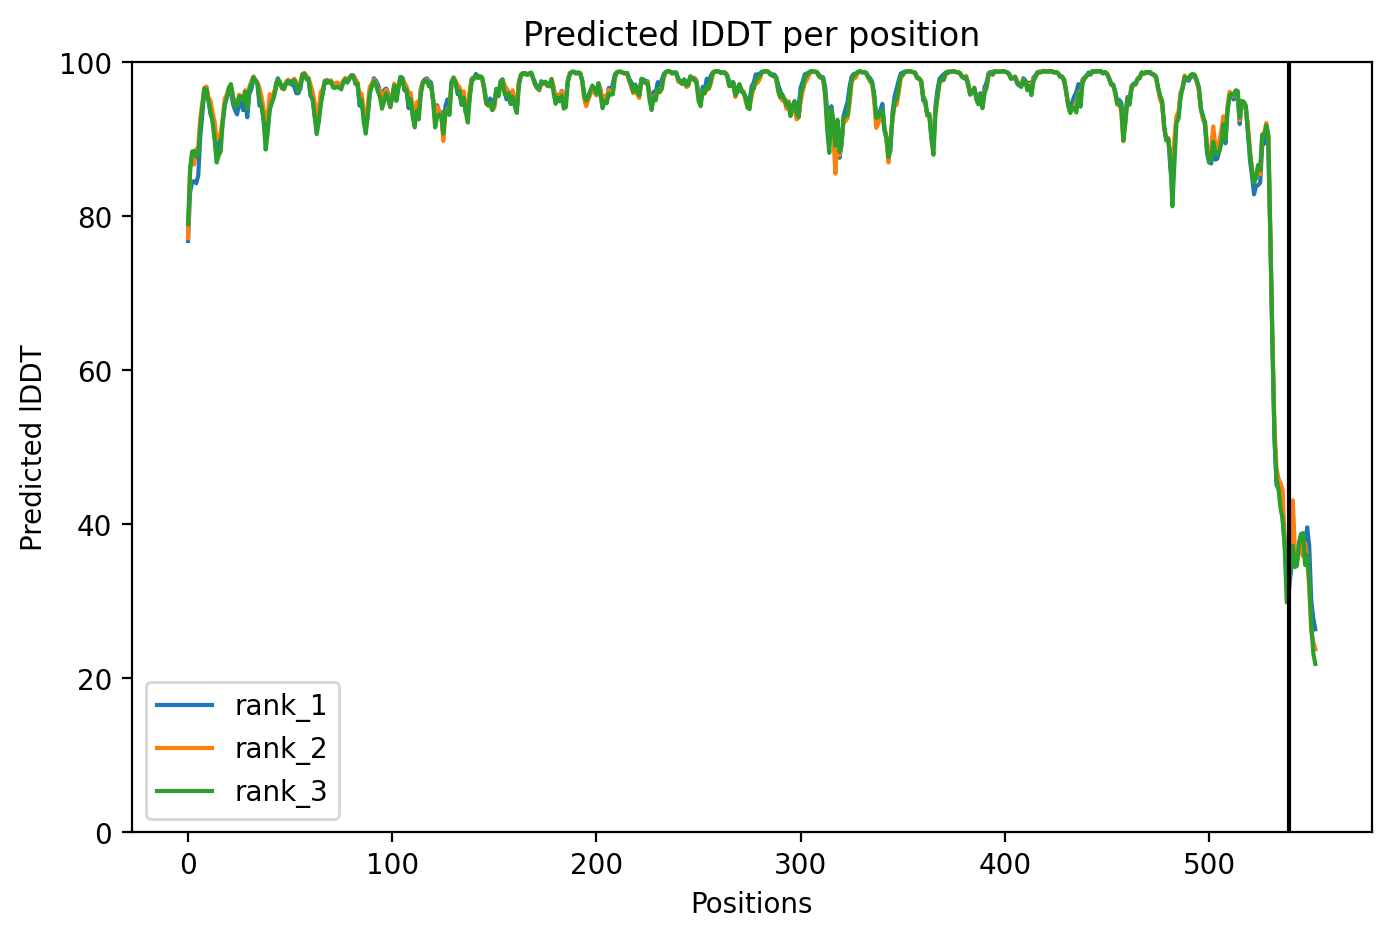 Predicted lDDT per position
100
80
60
40
20
0
Predicted lDDT
rank_1
rank_2
rank_3
0 100 200 300 400 500
Positions